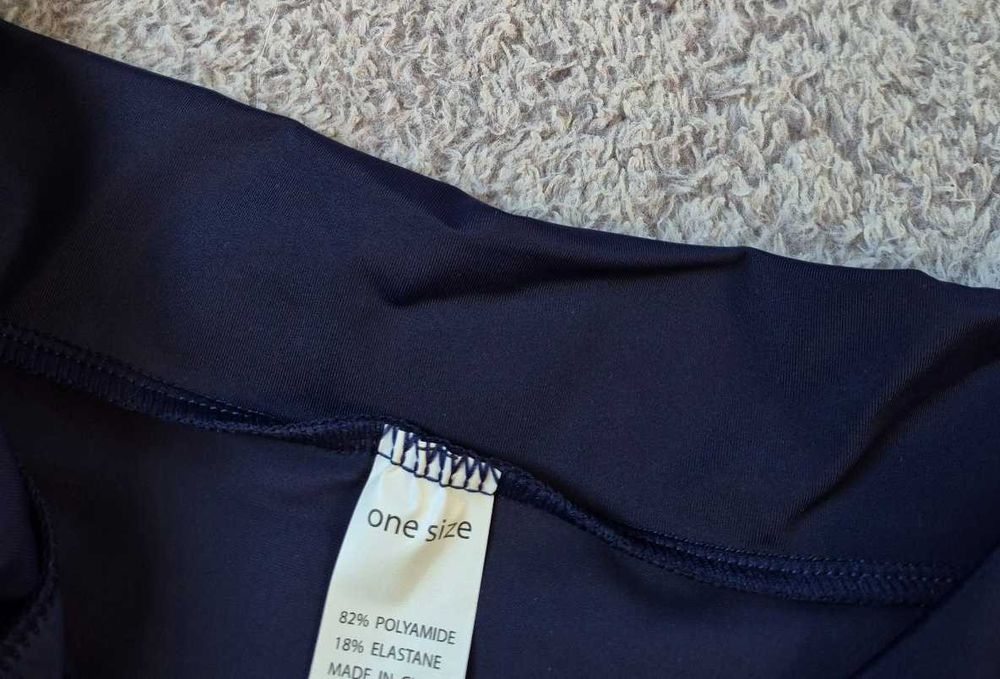 one size
82% POLYAMIDE
18% ELASTANE
MADE IN